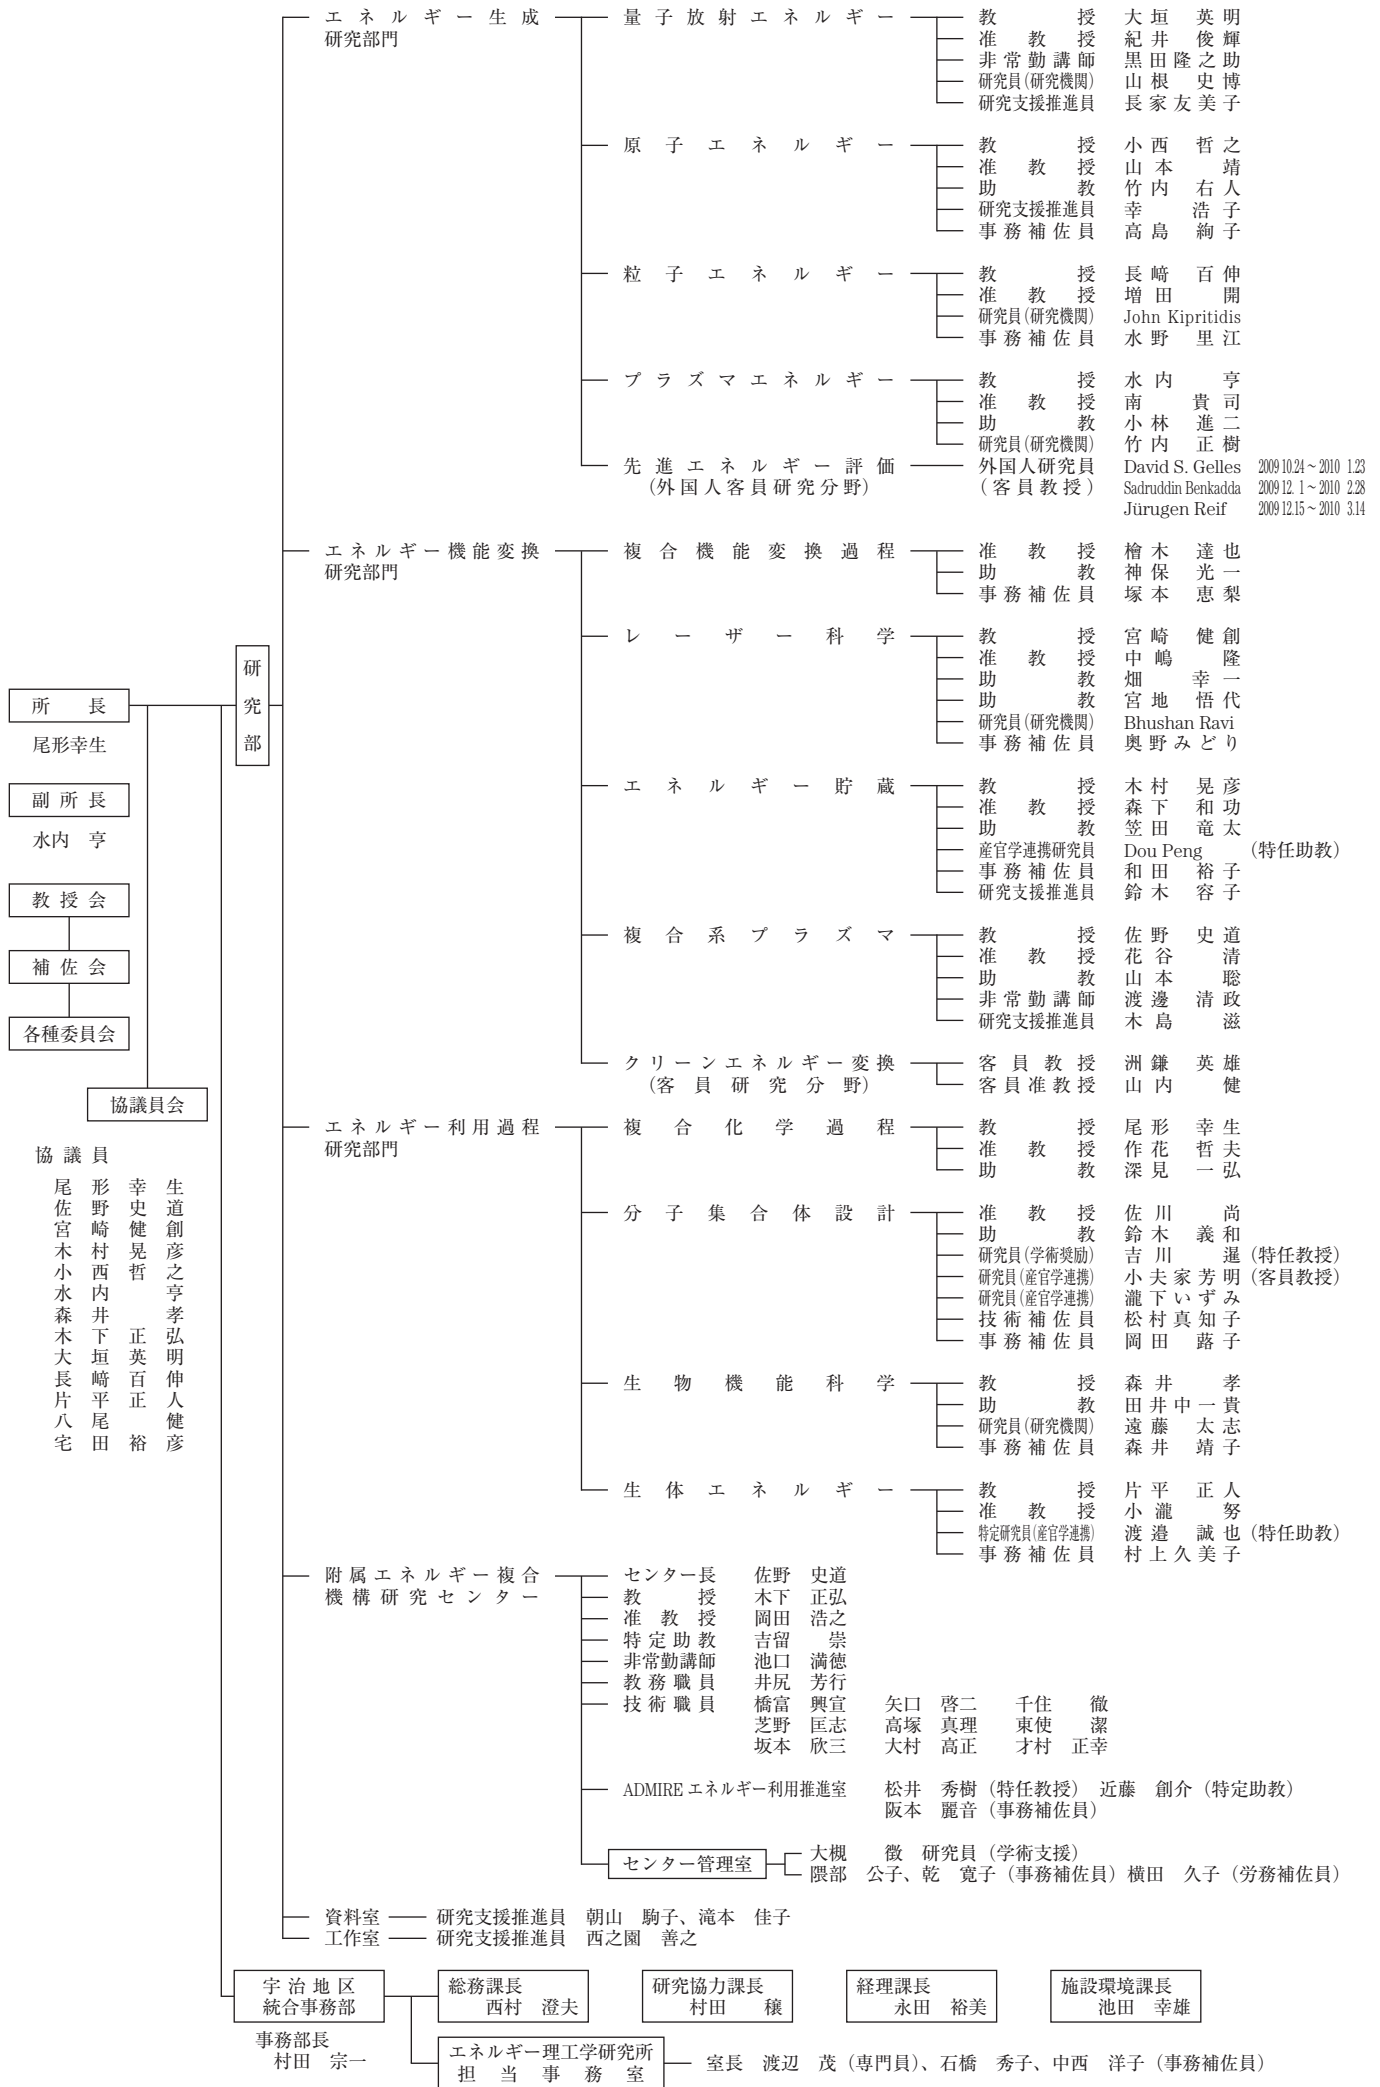 エネルギー生成
研究部門
量子放射エネルギー
教授 大垣英明
准教授 紀井俊輝
非常勤講師 黒田隆之助
研究員(研究機関) 山根史博
研究支援推進員 長家友美子
原子エネルギー
教授 小西哲之
准教授 山本靖
助教 竹内右人
研究支援推進員 幸浩子
事務補佐員 高島絢子
粒子エネルギー
教授 長﨑百伸
准教授 増田開
研究員(研究機関) John Kipritidis
事務補佐員 水野里江
プラズマエネルギー
教授 水内亨
准教授 南貴司
助教 小林進二
研究員(研究機関) 竹内正樹
先進エネルギー評価
(外国人客員研究分野)
外国人研究員 David S. Gelles 2009 10.24~2010 1.23
(客員教授) Sadruddin Benkadda 2009 12. 1~2010 2.28
Jürugen Reif 2009 12.15~2010 3.14
エネルギー機能変換
研究部門
複合機能変換過程
准教授 檜木達也
助教 神保光一
事務補佐員 塚本恵梨
レーザー科学
教授 宮崎健創
准教授 中嶋隆
助教 畑幸一
助教 宮地悟代
研究員(研究機関) Bhushan Ravi
事務補佐員 奥野みどり
エネルギー貯蔵
教授 木村晃彦
准教授 森下和功
助教 笠田竜太
産官学連携研究員 Dou Peng (特任助教)
事務補佐員 和田裕子
研究支援推進員 鈴木容子
複合系プラズマ
教授 佐野史道
准教授 花谷清
助教 山本聡
非常勤講師 渡邊清政
研究支援推進員 木島滋
クリーンエネルギー変換
(客員研究分野)
客員教授 洲鎌英雄
客員准教授 山内健
エネルギー利用過程
研究部門
複合化学過程
教授 尾形幸生
准教授 作花哲夫
助教 深見一弘
分子集合体設計
准教授 佐川尚
助教 鈴木義和
研究員(学術奨励) 吉川暹 (特任教授)
研究員(産官学連携) 小夫家芳明 (客員教授)
研究員(産官学連携) 瀧下いずみ
技術補佐員 松村真知子
事務補佐員 岡田蕗子
生物機能科学
教授 森井孝
助教 田井中一貴
研究員(研究機関) 遠藤太志
事務補佐員 森井靖子
生体エネルギー
教授 片平正人
准教授 小瀧努
特定研究員(産官学連携) 渡邉誠也 (特任助教)
事務補佐員 村上久美子
附属エネルギー複合
機構研究センター
センター長 佐野 史道
教授 木下 正弘
准教授 岡田 浩之
特定助教 吉留 崇
非常勤講師 池口 満徳
教務職員 井尻 芳行
技術職員 橋富 興宣 矢口 啓二 千住 徹
芝野 匡志 高塚 真理 東使 潔
坂本 欣三 大村 高正 才村 正幸
ADMIRE エネルギー利用推進室 松井 秀樹 (特任教授) 近藤 創介 (特定助教)
阪本 麗音 (事務補佐員)
センター管理室
大槻 徴 研究員 (学術支援)
隈部 公子、乾 寛子 (事務補佐員) 横田 久子 (労務補佐員)
資料室 研究支援推進員 朝山 駒子、滝本 佳子
工作室 研究支援推進員 西之園 善之
研究部
所長
尾形幸生
副所長
水内 亨
教授会
補佐会
各種委員会
協議員会
協議員
尾形幸生
佐野史道
宮崎健創
木村晃彦
小西哲之
水内亨
森井孝
木下正弘
大垣英明
長﨑百伸
片平正人
八尾健
宅田裕彦
宇治地区
統合事務部
事務部長
村田 宗一
総務課長
西村 澄夫
研究協力課長
村田 穣
経理課長
永田 裕美
施設環境課長
池田 幸雄
エネルギー理工学研究所
担当事務室
室長 渡辺 茂 (専門員)、石橋 秀子、中西 洋子 (事務補佐員)